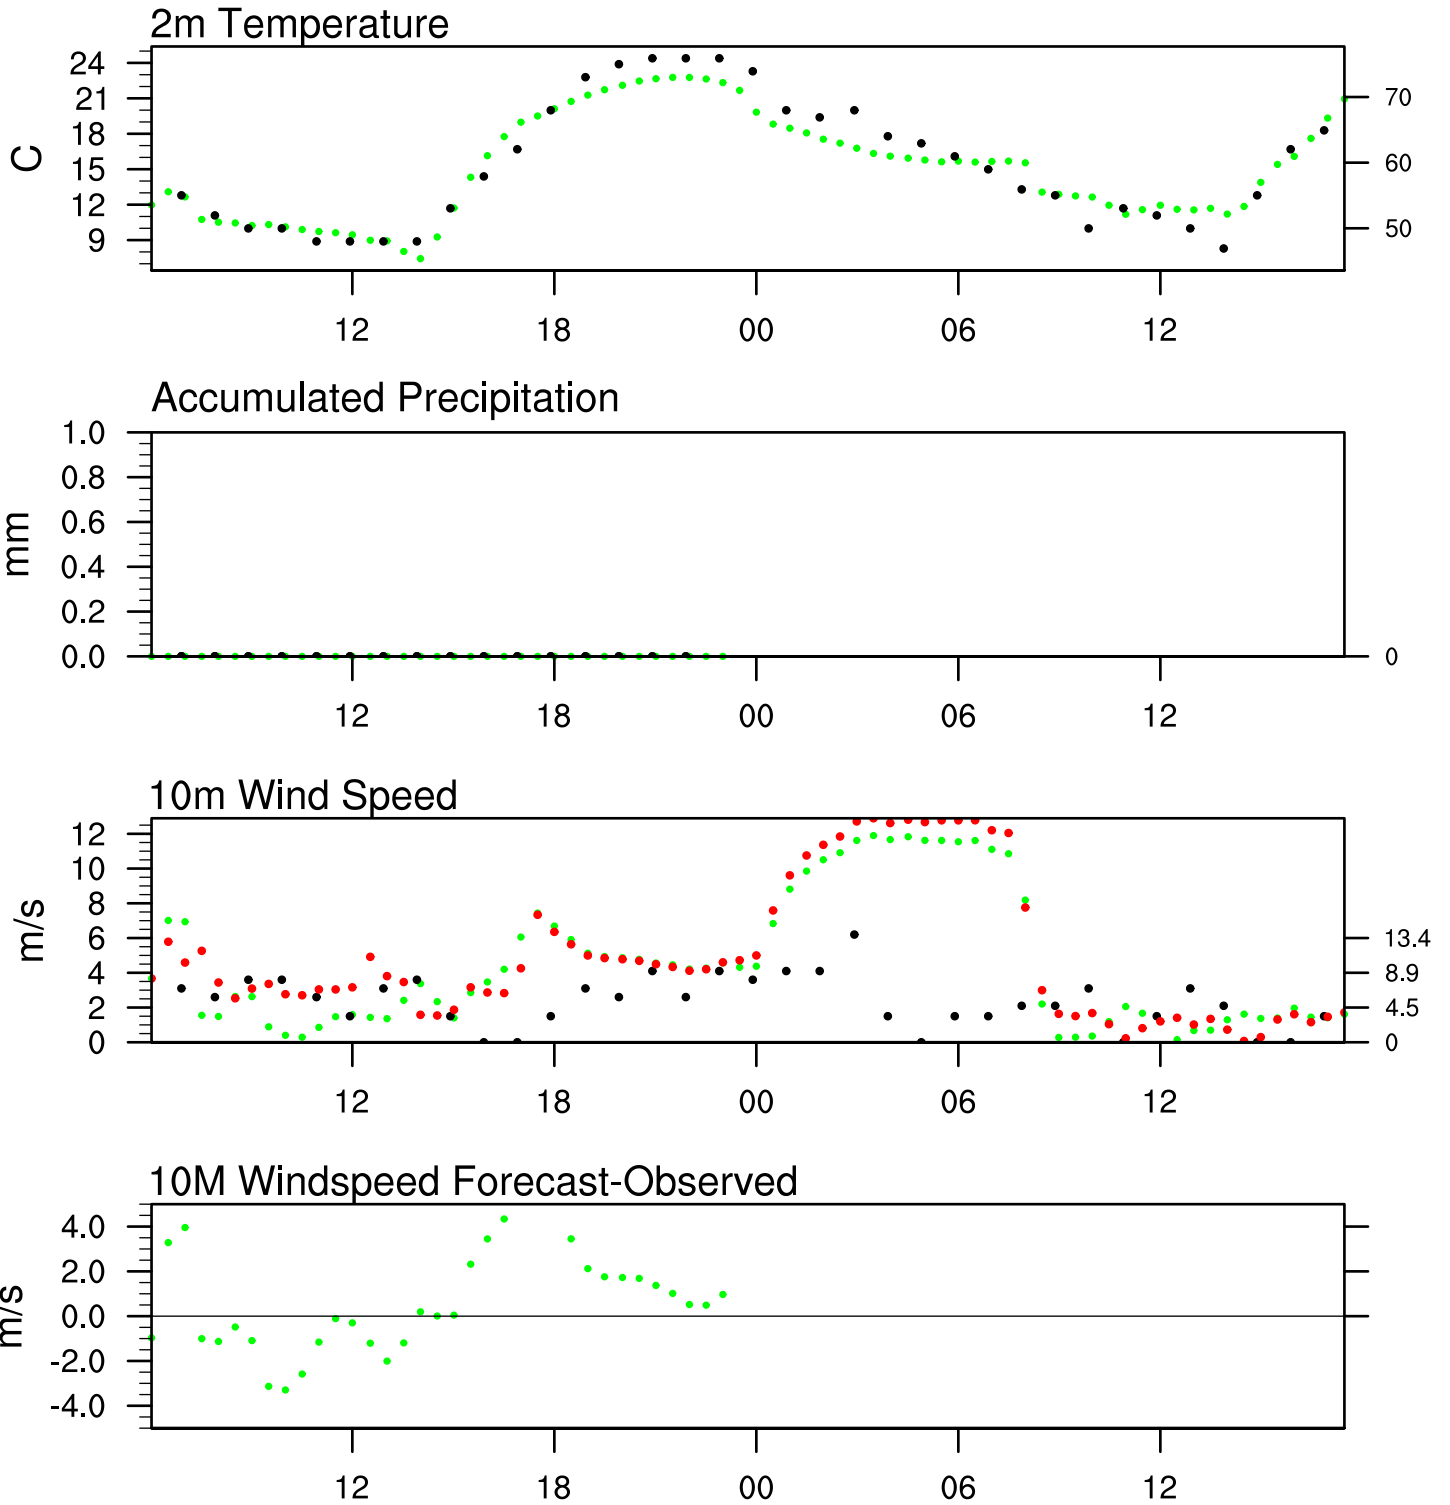 2m Temperature
24
21
18
15
12
9
C
70
60
50
12 18 00 06 12
Accumulated Precipitation
1.0
0.8
0.6
0.4
0.2
0.0
mm
0
12 18 00 06 12
10m Wind Speed
12
10
8
6
4
2
0
m/s
13.4
8.9
4.5
0
12 18 00 06 12
10M Windspeed Forecast-Observed
4.0
2.0
0.0
-2.0
-4.0
m/s
12 18 00 06 12